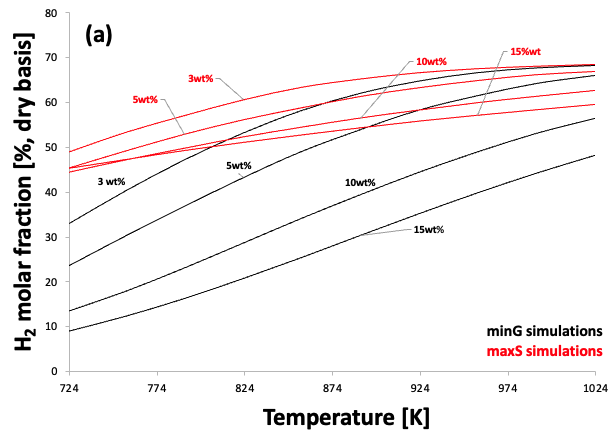 (a)
H2 molar fraction [%, dry basis]
80
70
60
50
40
30
20
10
0
3wt%
5wt%
10wt%
15%wt
3 wt%
5wt%
10wt%
15wt%
minG simulations
maxS simulations
724
774
824
874
924
974
1024
Temperature [K]